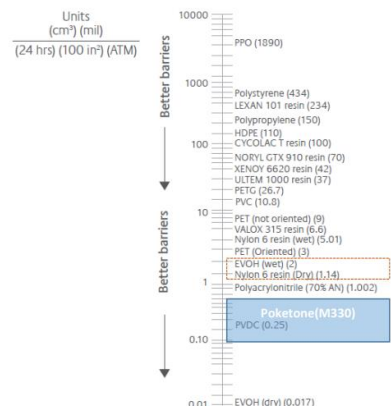 Units
(cm³) (mil)
(24 hrs) (100 in²) (ATM)
Better barriers
Better barriers
10000
PPO (1890)
1000
Polystyrene (434)
LEXAN 101 resin (234)
Polypropylene (150)
HDPE (110)
100
CYCOLAC T resin (100)
NORYL GTX 910 resin (70)
XENOY 6620 resin (42)
ULTEM 1000 resin (37)
PETG (26.7)
PVC (10.8)
10
PET (not oriented) (9)
VALOX 315 resin (6.6)
Nylon 6 resin (wet) (5.01)
PET (Oriented) (3)
EVOH (wet) (2)
1
Nylon 6 resin (Dry) (1.14)
Polyacrylonitrile (70% AN) (1.002)
Poketone(M330)
PVDC (0.25)
0.10
0.01
EVOH (dry) (0.017)